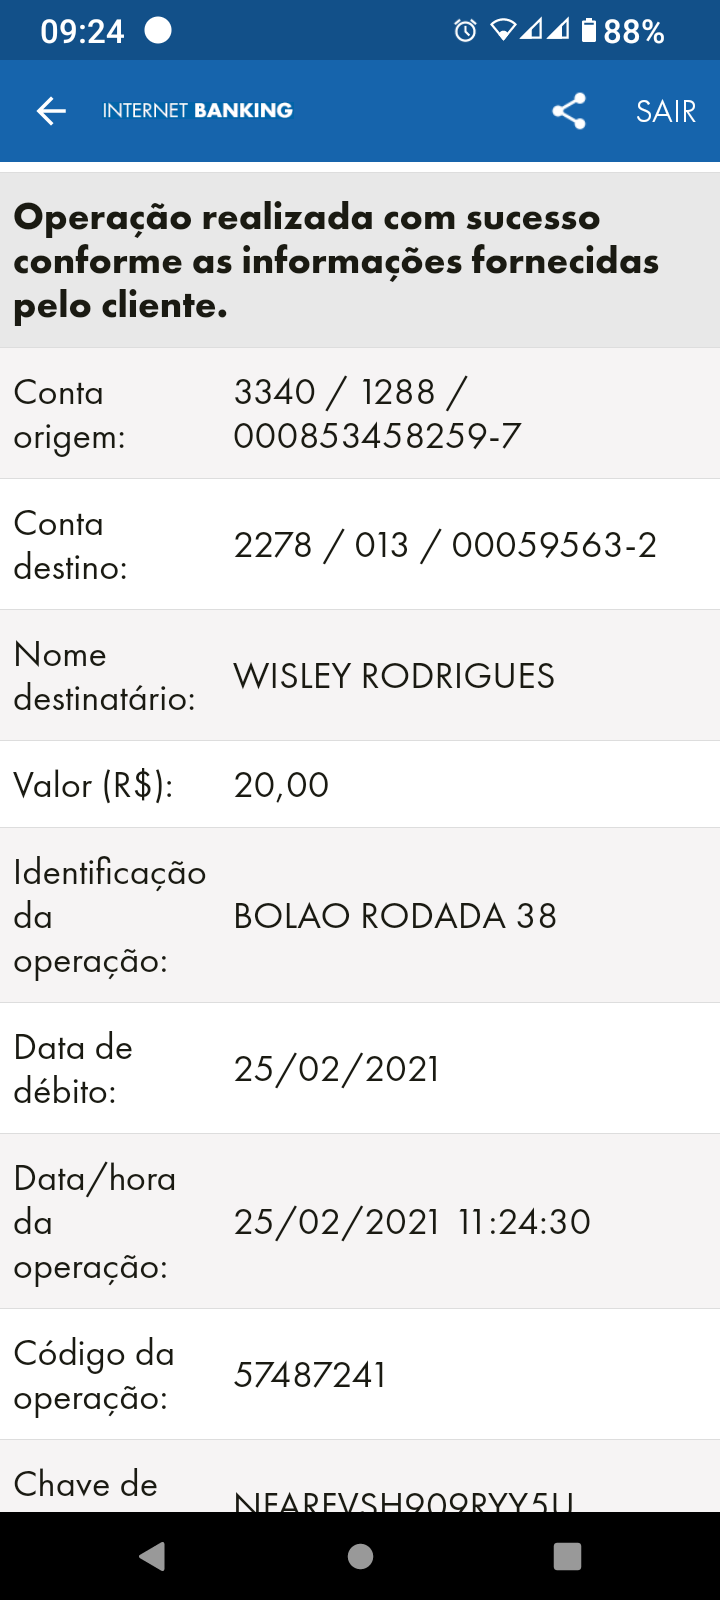 09:24 88%
INTERNET BANKING SAIR
Operação realizada com sucesso
conforme as informações fornecidas
pelo cliente.
Conta
origem:
3340 / 1288 /
000853458259-7
Conta
destino:
2278 / 013 / 00059563-2
Nome
destinatário:
WISLEY RODRIGUES
Valor (R$):
20,00
Identificação
da
operação:
BOLAO RODADA 38
Data de
débito:
25/02/2021
Data/hora
da
operação:
25/02/2021 11:24:30
Código da
operação:
57487241
Chave de